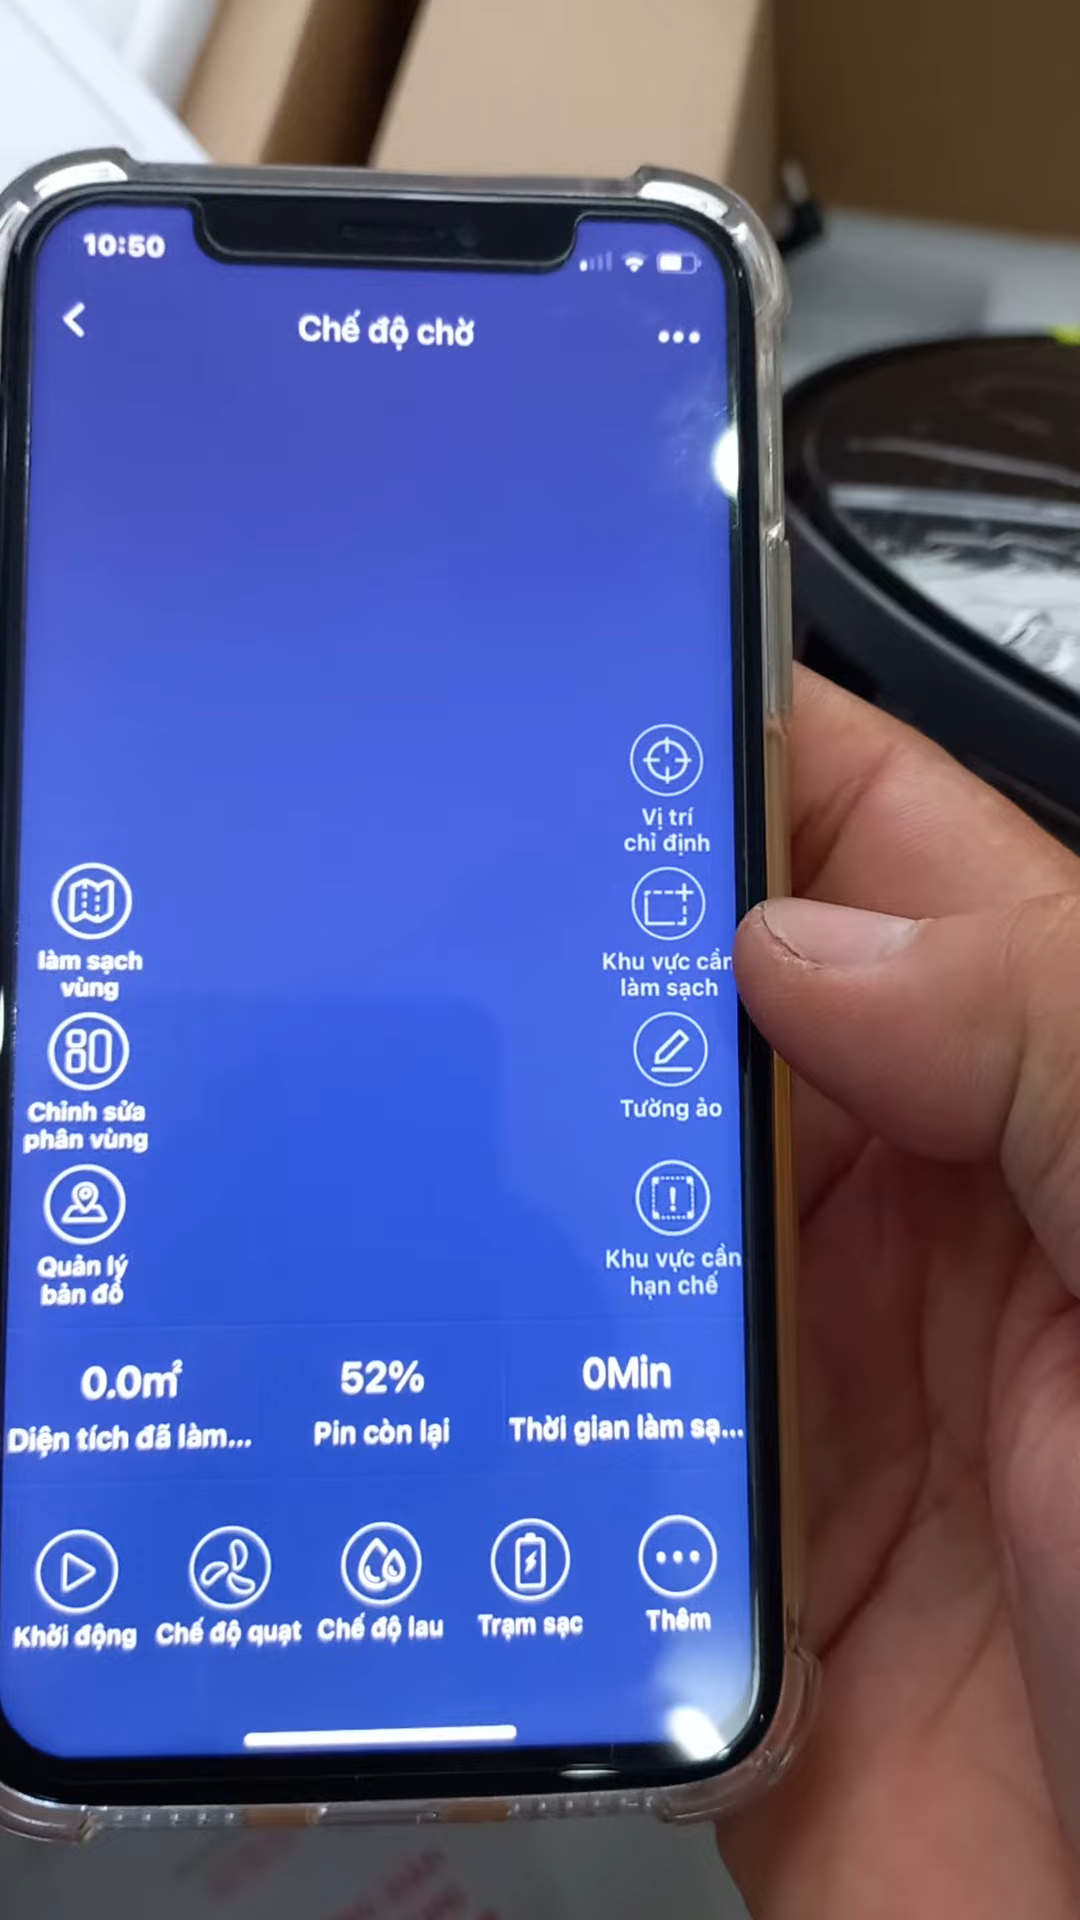 10:50
Chế độ chờ
Vị trí
chỉ định
làm sạch
vùng
Khu vực cần
làm sạch
Chỉnh sửa
phân vùng
Tường ảo
Quản lý
bản đồ
Khu vực cần
hạn chế
0.0㎡
52%
0Min
Diện tích đã làm...
Pin còn lại
Thời gian làm sạ...
Khởi động
Chế độ quạt
Chế độ lau
Trạm sạc
Thêm